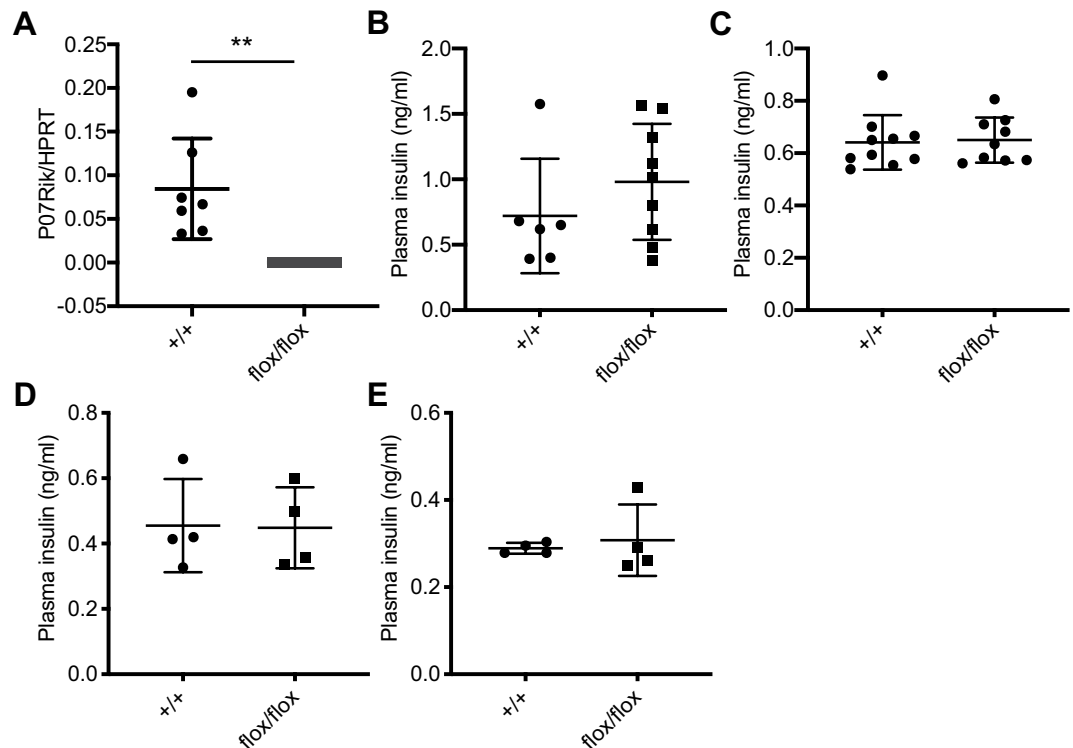 A
P07Rik/HPRT
0.25
0.20
0.15
0.10
0.05
0.00
-0.05
**
+/+
flox/flox
B
Plasma insulin (ng/ml)
2.0
1.5
1.0
0.5
0.0
+/+
flox/flox
C
Plasma insulin (ng/ml)
1.0
0.8
0.6
0.4
0.2
0.0
+/+
flox/flox
D
Plasma insulin (ng/ml)
0.8
0.6
0.4
0.2
0.0
+/+
flox/flox
E
Plasma insulin (ng/ml)
0.6
0.4
0.2
0.0
+/+
flox/flox